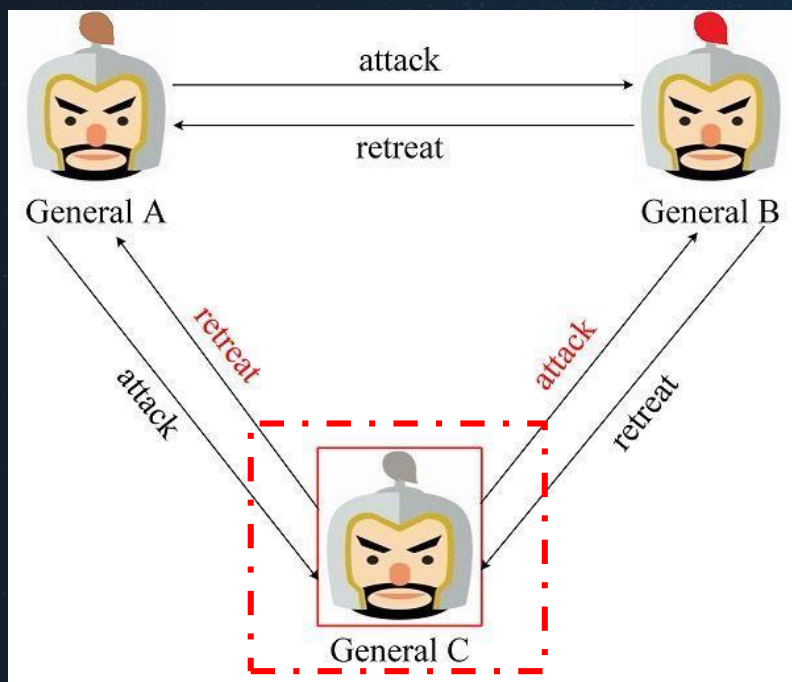 attack
retreat
General A
General B
retreat
attack
attack
retreat
General C